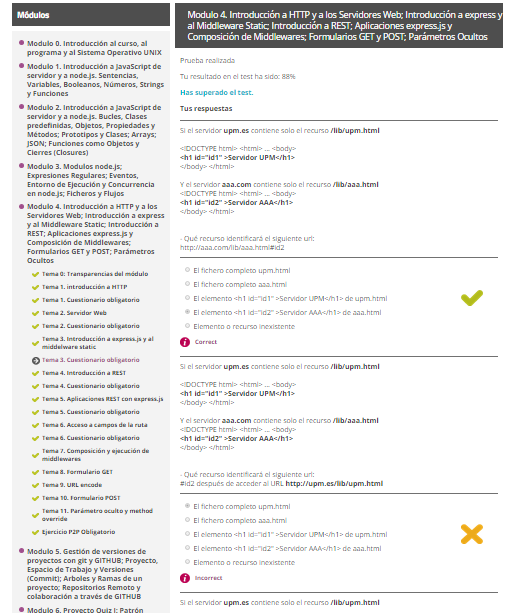 Módulos
Modulo 0. Introducción al curso, al
programa y al Sistema Operativo UNIX
Modulo 1. Introducción a JavaScript de
servidor y a node.js. Sentencias,
Variables, Booleanos, Números, Strings
y Funciones
Modulo 2. Introducción a JavaScript de
servidor y a node.js. Bucles, Clases
predefinidas, Objetos, Propiedades y
Métodos; Prototipos y Clases; Arrays;
JSON; Funciones como Objetos y
Cierres (Closures)
Modulo 3. Modulos node.js;
Expresiones Regulares; Eventos,
Entorno de Ejecución y Concurrencia
en node.js; Ficheros y Flujos
Modulo 4. Introducción a HTTP y a los
Servidores Web; Introducción a express
y al Middleware Static; Introducción a
REST; Aplicaciones express.js y
Composición de Middlewares;
Formularios GET y POST; Parámetros
Ocultos
Tema 0: Transparencias del módulo
Tema 1. introducción a HTTP
Tema 1. Cuestionario obligatorio
Tema 2. Servidor Web
Tema 2. Cuestionario obligatorio
Tema 3. Introducción a express.js y al
middelware static
Tema 3. Cuestionario obligatorio
Tema 4. Introducción a REST
Tema 4. Cuestionario obligatorio
Tema 5. Aplicaciones REST con express.js
Tema 5. Cuestionario obligatorio
Tema 6. Acceso a campos de la ruta
Tema 6. Cuestionario obligatorio
Tema 7. Composición y ejecución de
middlewares
Tema 8. Formulario GET
Tema 9. URL encode
Tema 10. Formulario POST
Tema 11. Parámetro oculto y method
override
Ejercicio P2P Obligatorio
Modulo 5. Gestión de versiones de
proyectos con git y GITHUB; Proyecto,
Espacio de Trabajo y Versiones
(Commit); Arboles y Ramas de un
proyecto; Repositorios Remoto y
colaboración a través de GITHUB
Modulo 6. Proyecto Quiz I: Patrón
Modulo 4. Introducción a HTTP y a los Servidores Web; Introducción a express y
al Middleware Static; Introducción a REST; Aplicaciones express.js y
Composición de Middlewares; Formularios GET y POST; Parámetros Ocultos
Prueba realizada
Tu resultado en el test ha sido: 88%
Has superado el test.
Tus respuestas
Si el servidor upm.es contiene solo el recurso /lib/upm.html
<!DOCTYPE html> <html> ... <body>
<h1 id="id1" >Servidor UPM</h1>
</body> </html>
Y el servidor aaa.com contiene solo el recurso /lib/aaa.html
<!DOCTYPE html> <html> ... <body>
<h1 id="id2" >Servidor AAA</h1>
</body> </html>
- Qué recurso identificará el siguiente url:
http://aaa.com/lib/aaa.html#id2
El fichero completo upm.html
El fichero completo aaa.html
El elemento <h1 id="id1" >Servidor UPM</h1> de upm.html
El elemento <h1 id="id2" >Servidor AAA</h1> de aaa.html
Elemento o recurso inexistente
Correct
Si el servidor upm.es contiene solo el recurso /lib/upm.html
<!DOCTYPE html> <html> ... <body>
<h1 id="id1" >Servidor UPM</h1>
</body> </html>
Y el servidor aaa.com contiene solo el recurso /lib/aaa.html
<!DOCTYPE html> <html> ... <body>
<h1 id="id2" >Servidor AAA</h1>
</body> </html>
- Qué recurso identificará el siguiente url:
#id2 después de acceder al URL http://upm.es/lib/upm.html
El fichero completo upm.html
El fichero completo aaa.html
El elemento <h1 id="id1" >Servidor UPM</h1> de upm.html
El elemento <h1 id="id2" >Servidor AAA</h1> de aaa.html
Elemento o recurso inexistente
Incorrect
Si el servidor upm.es contiene solo el recurso /lib/upm.html